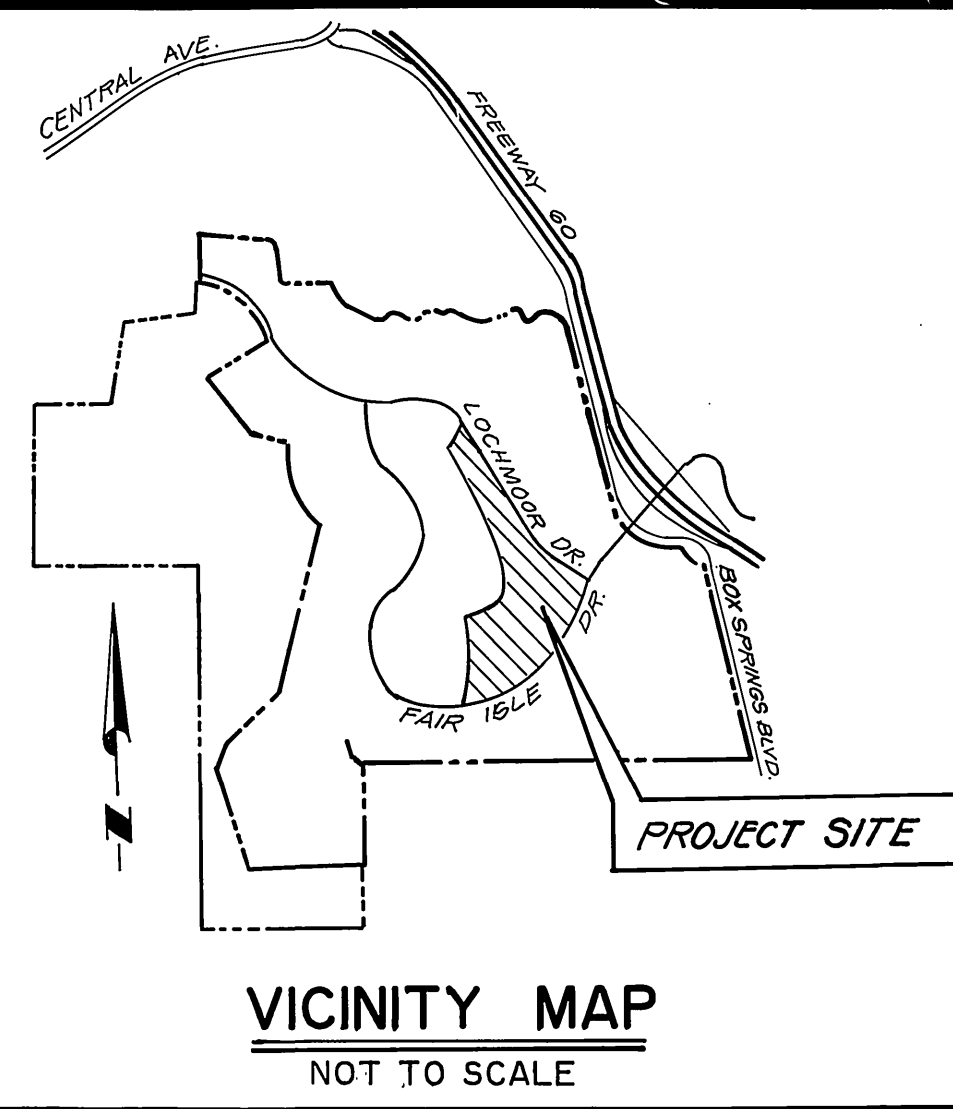 CENTRAL AVE.
FREEWAY 60
LOCHMOOR DR.
FAIR ISLE DR.
BOX SPRINGS BLVD.
N
PROJECT SITE
VICINITY MAP
NOT TO SCALE